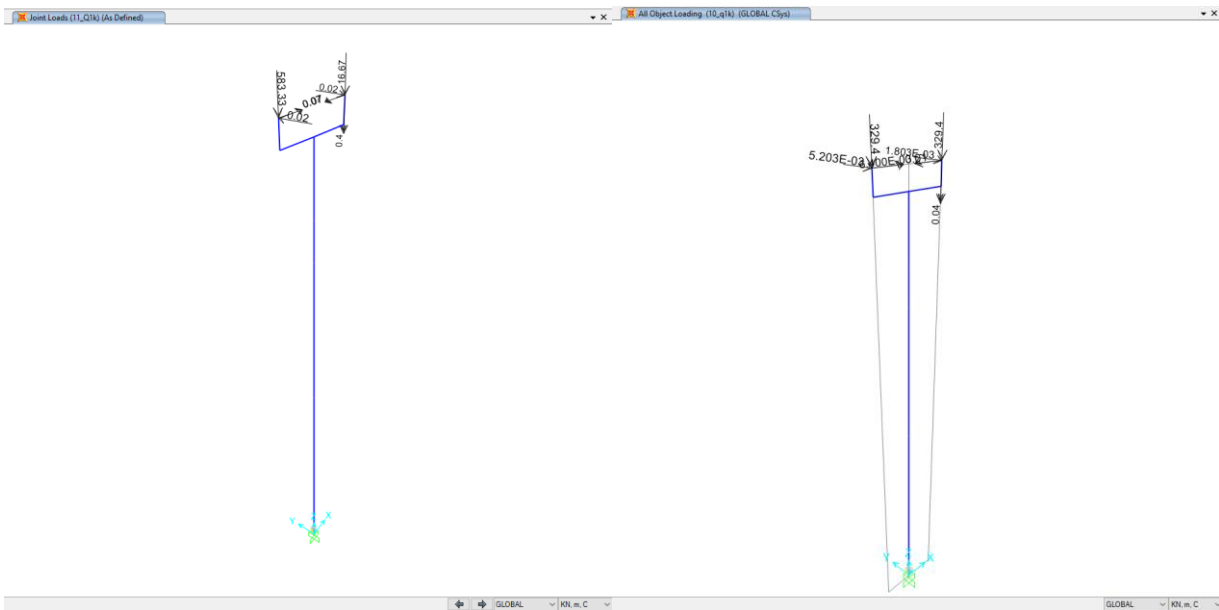 Joint Loads (11_Q1k) (As Defined)
583.33
0.02
0.07
0.02
16.67
0.4
Y
X
GLOBAL
KN, m, C
All Object Loading (10_q1k) (GLOBAL CSys)
329.4
5.203E-03
1.803E-03
329.4
0.04
Y
X
GLOBAL
KN, m, C